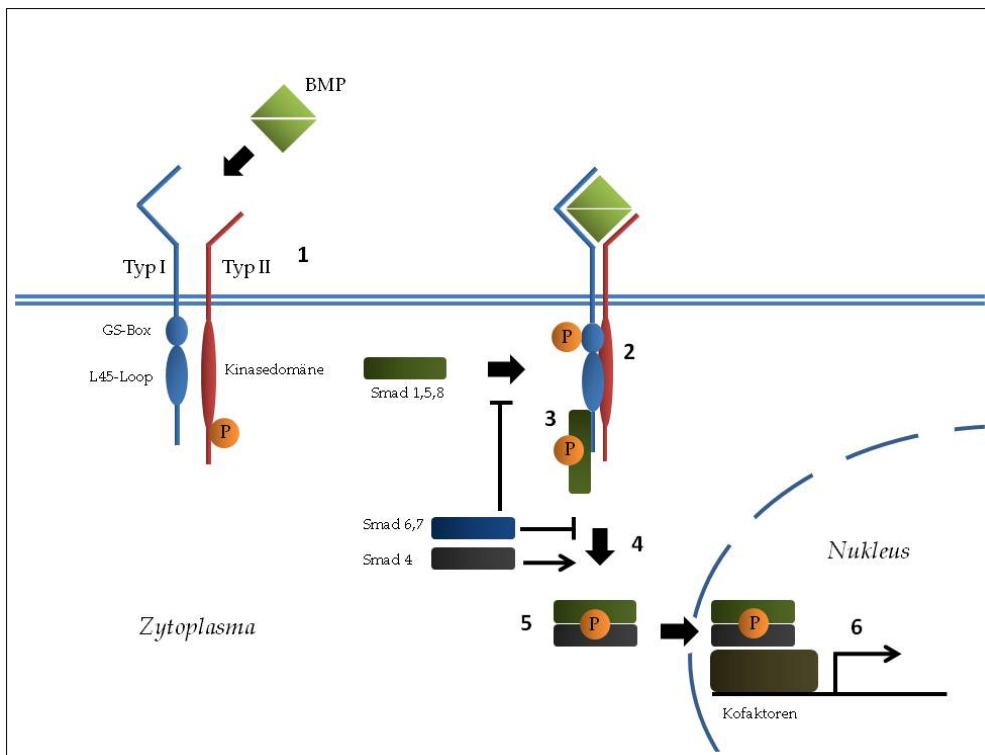 BMP
Typ I
Typ II
1
GS-Box
L45-Loop
Kinasedomäne
P
Smad 1,5,8
P
2
3
P
Smad 6,7
Smad 4
4
Nukleus
Zytoplasma
5
P
P
6
Kofaktoren